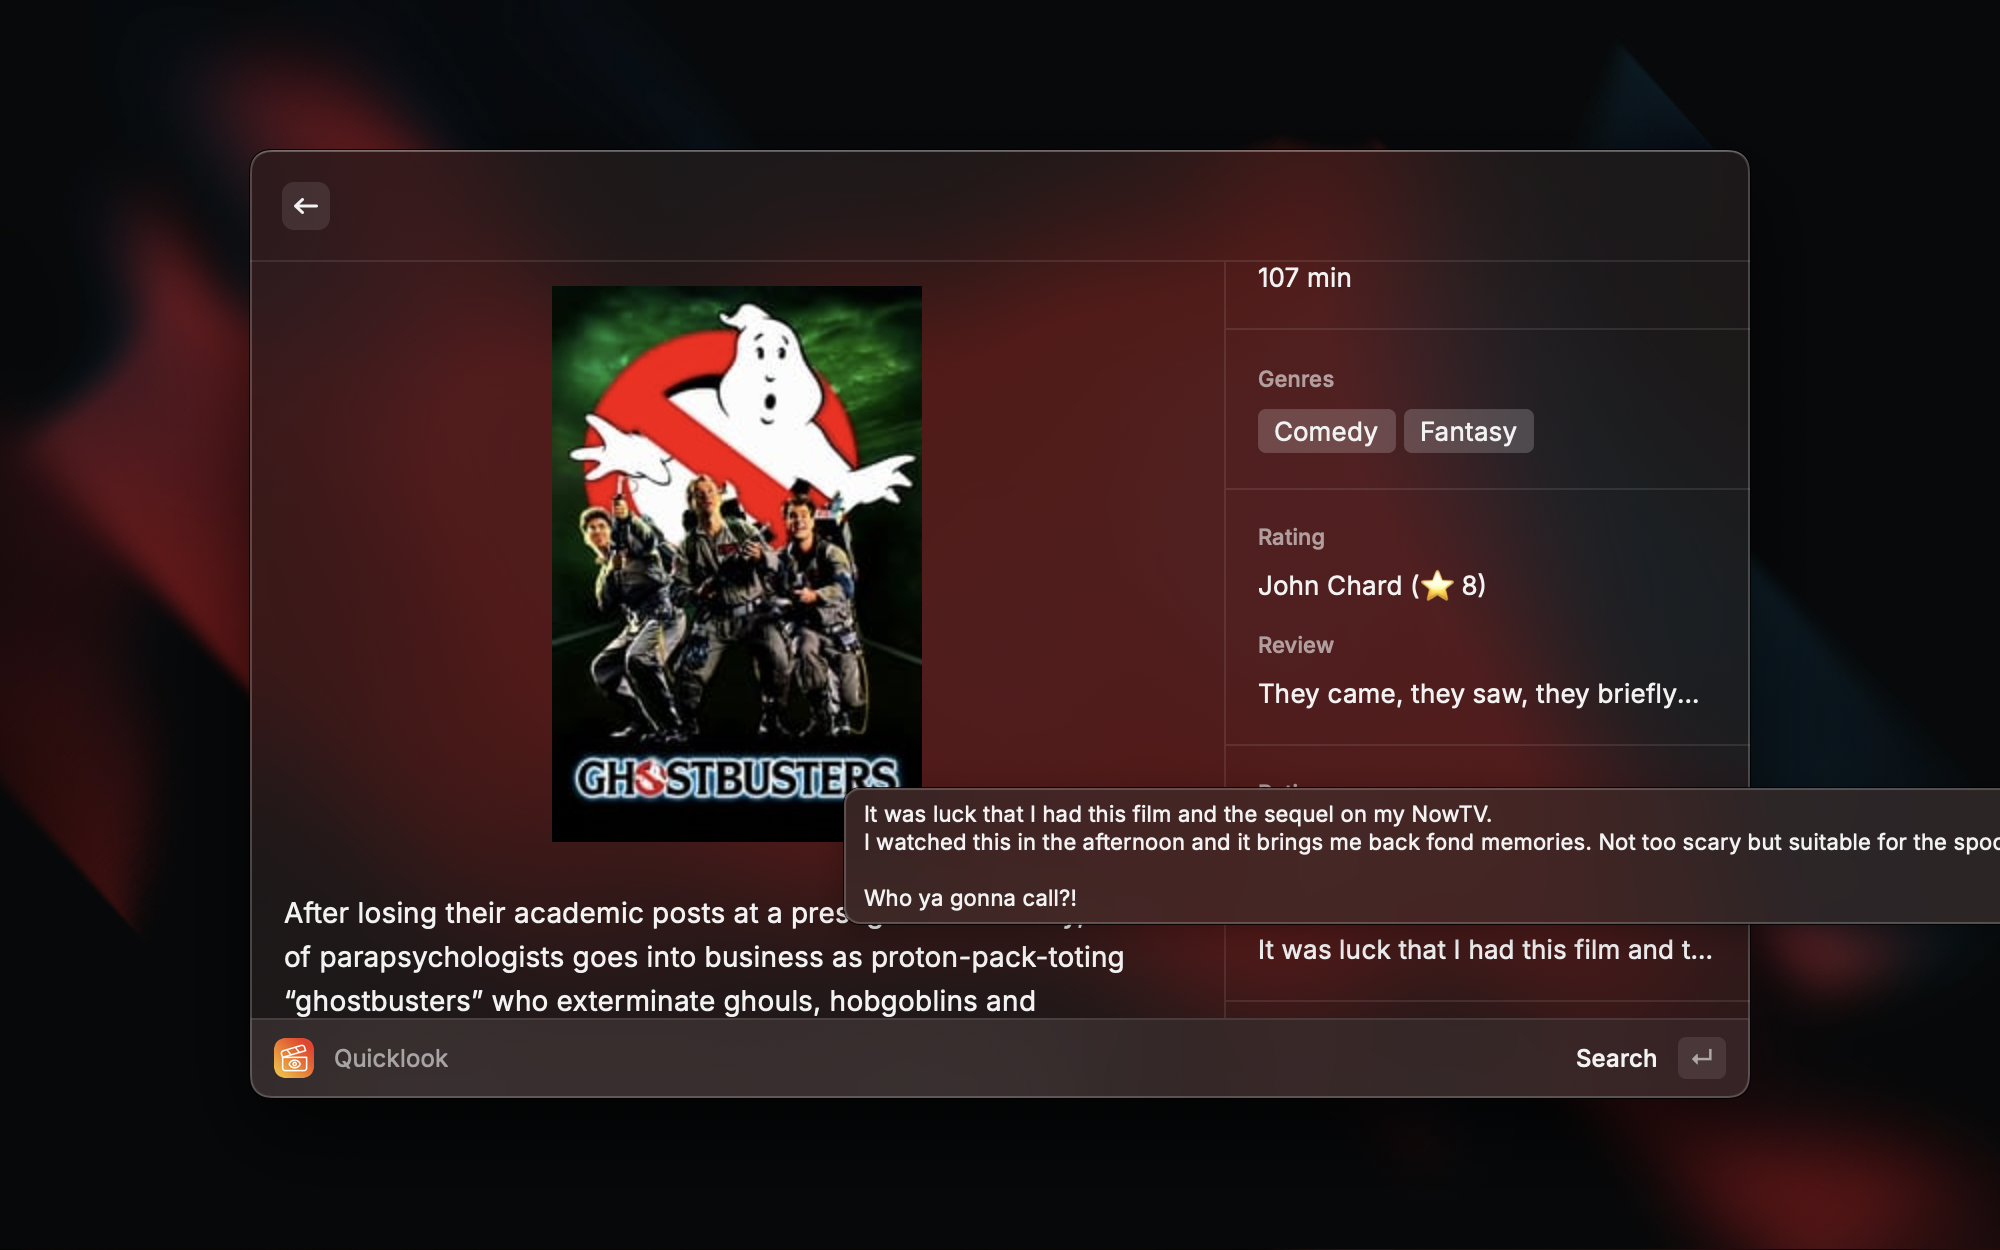 107 min
Genres
Comedy
Fantasy
Rating
John Chard (⭐ 8)
Review
They came, they saw, they briefly...
GHOSTBUSTERS
It was luck that I had this film and the sequel on my NowTV.
I watched this in the afternoon and it brings me back fond memories. Not too scary but suitable for the
Who ya gonna call?!
It was luck that I had this film and t...
After losing their academic posts at a
of parapsychologists goes into business as proton-pack-toting
“ghostbusters” who exterminate ghouls, hobgoblins and
Quicklook
Search